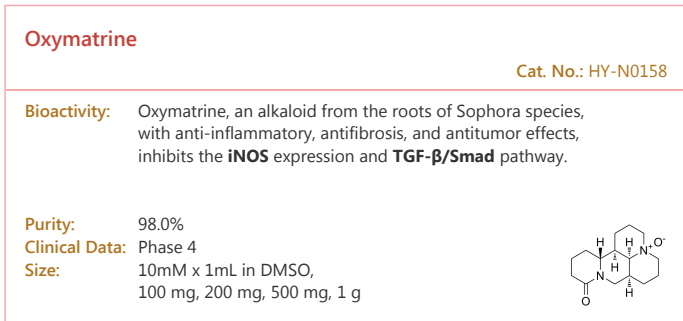 Oxymatrine
Cat. No.: HY-N0158
Bioactivity: Oxymatrine, an alkaloid from the roots of Sophora species,
with anti-inflammatory, antifibrosis, and antitumor effects,
inhibits the iNOS expression and TGF-β/Smad pathway.
Purity: 98.0%
Clinical Data: Phase 4
Size: 10mM x 1mL in DMSO,
100 mg, 200 mg, 500 mg, 1 g
H H N⁺ O⁻
H
N
H
O